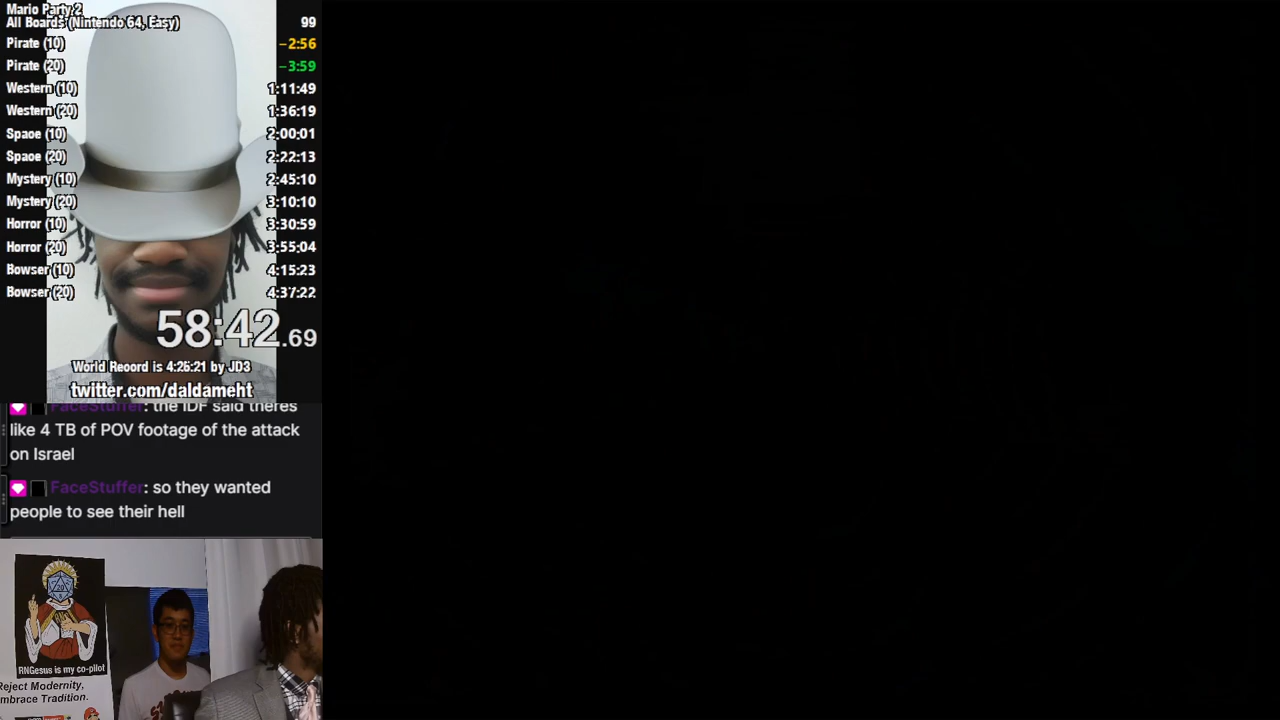 Mario Party 2
All Boards (Nintendo 64, Easy) 99
Pirate (10) -2:56
Pirate (20) -3:59
Western (10) 1:11:49
Western (20) 1:36:19
Space (10) 2:00:01
Space (20) 2:22:13
Mystery (10) 2:45:10
Mystery (20) 3:10:10
Horror (10) 3:30:59
Horror (20) 3:55:04
Bowser (10) 4:15:23
Bowser (20) 4:37:22
58:42.69
World Record is 4:25:21 by JD3
twitter.com/daldameht
FaceStuffer: the IDF said theres
like 4 TB of POV footage of the attack
on Israel
FaceStuffer: so they wanted
people to see their hell
RNGesus is my co-pilot
Reject Modernity,
Embrace Tradition.